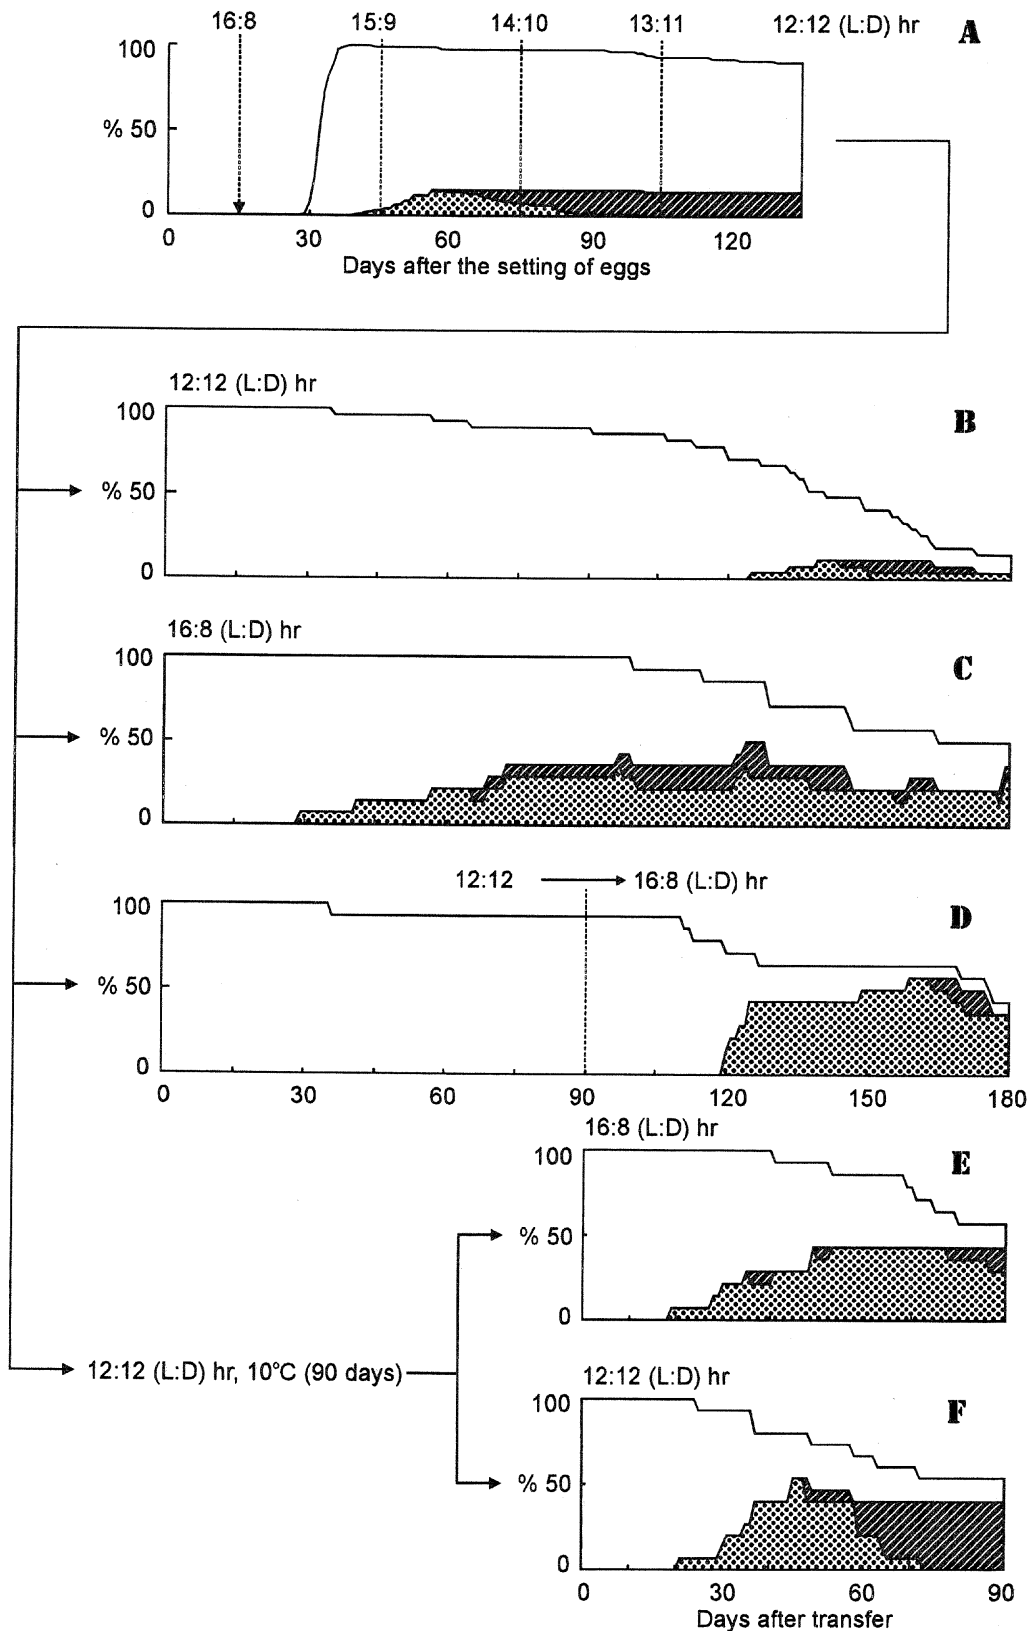 16:8 15:9 14:10 13:11 12:12 (L:D) hr A
100
% 50
0
0 30 60 90 120
Days after the setting of eggs
12:12 (L:D) hr
100 B
% 50
0
16:8 (L:D) hr
100 C
% 50
0
12:12 16:8 (L:D) hr
100 D
% 50
0
0 30 60 90 120 150 180
16:8 (L:D) hr
100 E
% 50
0
12:12 (L:D) hr, 10°C (90 days)
12:12 (L:D) hr
100 F
% 50
0
0 30 60 90
Days after transfer